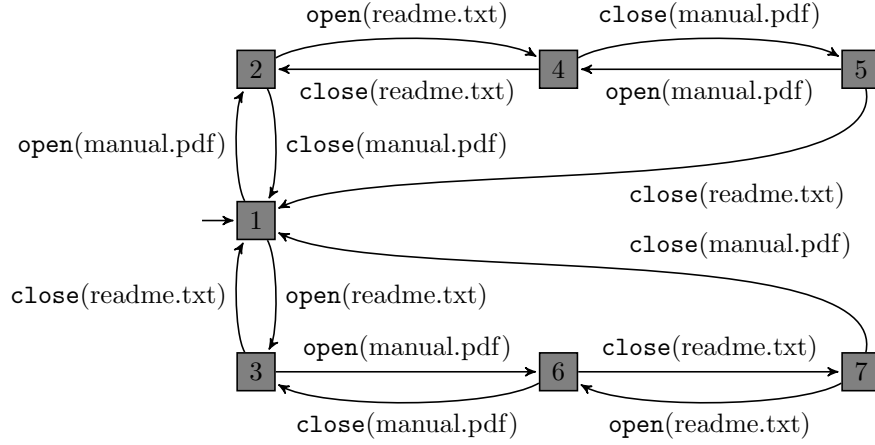 open(readme.txt)
close(manual.pdf)
2
4
5
close(readme.txt)
open(manual.pdf)
open(manual.pdf)
close(manual.pdf)
close(readme.txt)
1
close(manual.pdf)
close(readme.txt)
open(readme.txt)
open(manual.pdf)
close(readme.txt)
3
6
7
close(manual.pdf)
open(readme.txt)